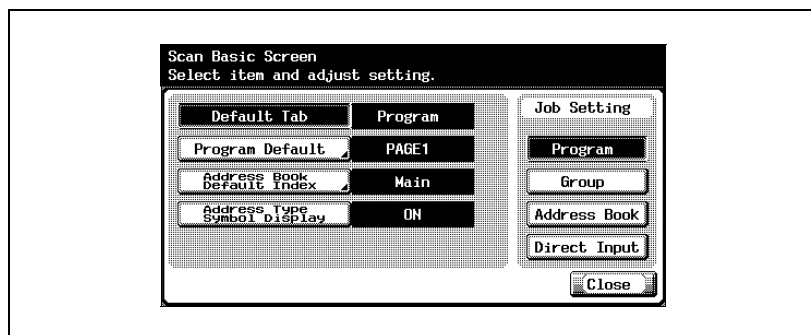 Scan Basic Screen
Select item and adjust setting.
Default Tab Program
Program Default PAGE1
Address Book
Default Index Main
Address Type
Symbol Display ON
Job Setting
Program
Group
Address Book
Direct Input
Close